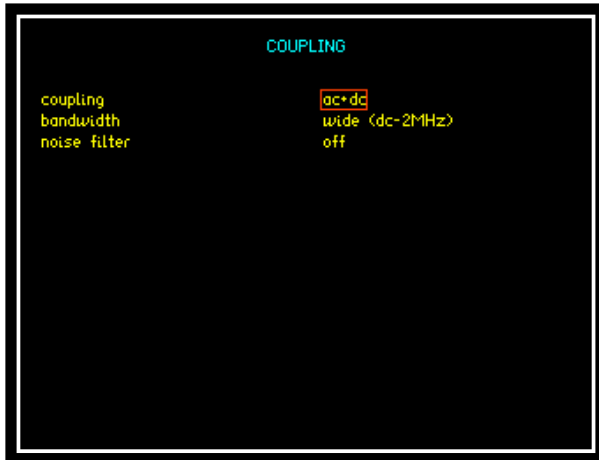 COUPLING
coupling ac+dc
bandwidth wide (dc-2MHz)
noise filter off